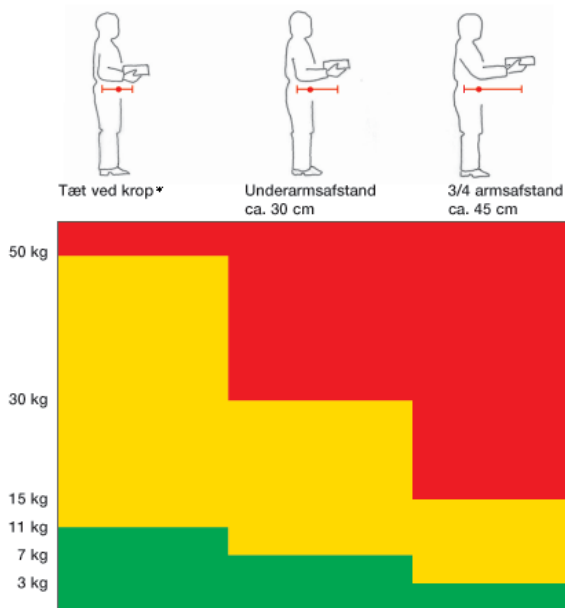 Tæt ved krop*
Underarmsafstand
ca. 30 cm
3/4 armsafstand
ca. 45 cm
50 kg
30 kg
15 kg
11 kg
7 kg
3 kg